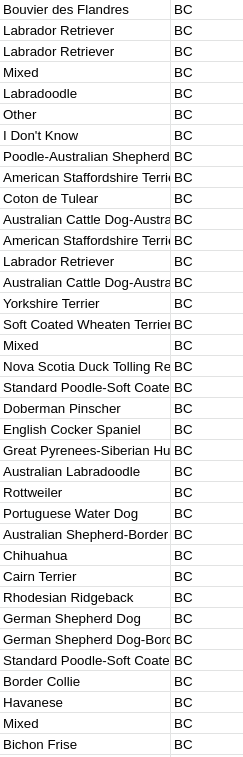 Bouvier des Flandres BC
Labrador Retriever BC
Labrador Retriever BC
Mixed BC
Labradoodle BC
Other BC
I Don't Know BC
Poodle-Australian Shepherd BC
American Staffordshire Terrie BC
Coton de Tulear BC
Australian Cattle Dog-Austra BC
American Staffordshire Terrie BC
Labrador Retriever BC
Australian Cattle Dog-Austra BC
Yorkshire Terrier BC
Soft Coated Wheaten Terrier BC
Mixed BC
Nova Scotia Duck Tolling Re BC
Standard Poodle-Soft Coate BC
Doberman Pinscher BC
English Cocker Spaniel BC
Great Pyrenees-Siberian Hu BC
Australian Labradoodle BC
Rottweiler BC
Portuguese Water Dog BC
Australian Shepherd-Border BC
Chihuahua BC
Cairn Terrier BC
Rhodesian Ridgeback BC
German Shepherd Dog BC
German Shepherd Dog-Bord BC
Standard Poodle-Soft Coate BC
Border Collie BC
Havanese BC
Mixed BC
Bichon Frise BC